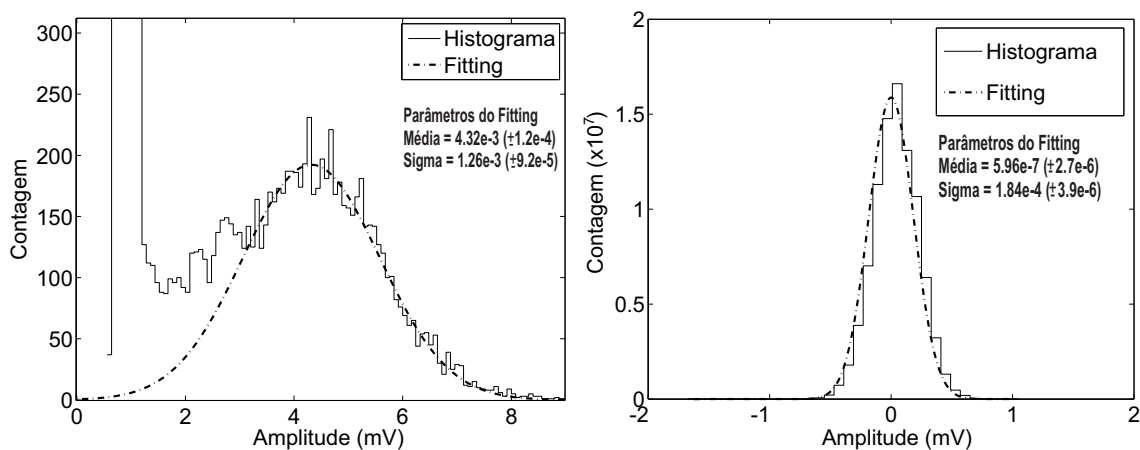 300
250
200
150
100
50
0
Contagem
0 2 4 6 8
Amplitude (mV)
Histograma
Fitting
Parâmetros do Fitting
Média = 4.32e-3 (±1.2e-4)
Sigma = 1.26e-3 (±9.2e-5)
2
1.5
1
0.5
0
Contagem (x10⁷)
-2 -1 0 1 2
Amplitude (mV)
Histograma
Fitting
Parâmetros do Fitting
Média = 5.96e-7 (±2.7e-6)
Sigma = 1.84e-4 (±3.9e-6)